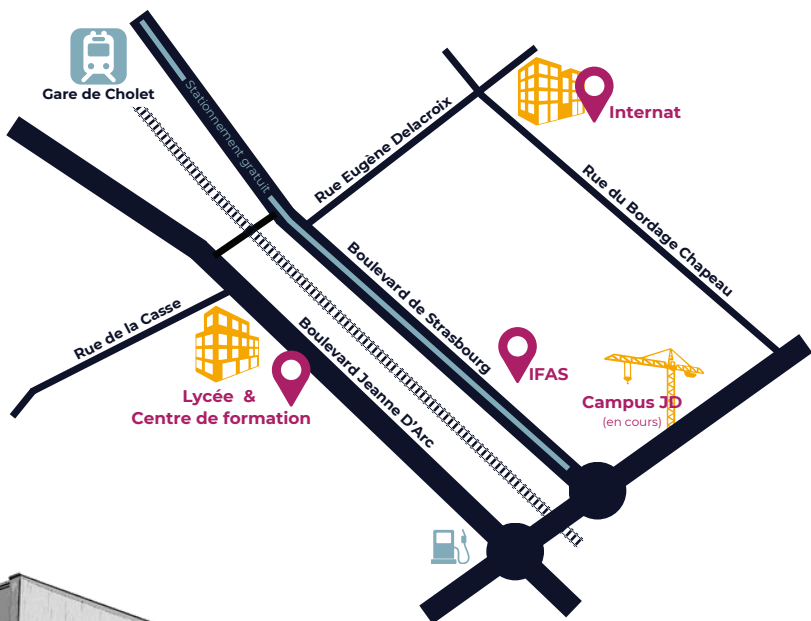 Gare de Cholet
Stationnement gratuit
Rue Eugène Delacroix
Internat
Rue du Bordage Chapeau
Boulevard de Strasbourg
Rue de la Casse
Boulevard Jeanne D'Arc
Lycée &
Centre de formation
IFAS
Campus JD
(en cours)